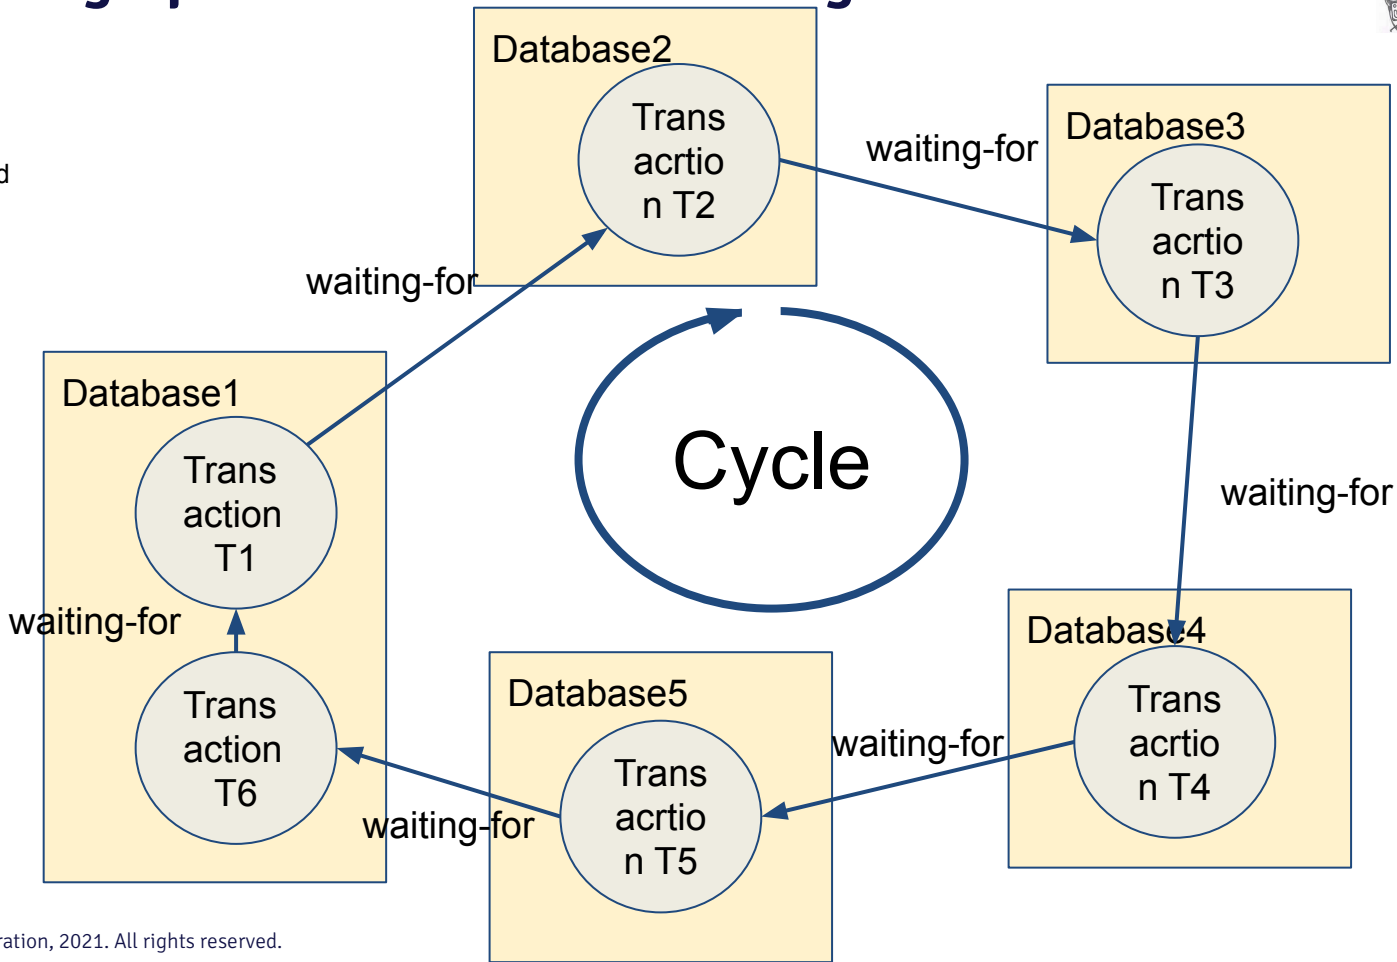 Database2
Trans
acrtio
n T2
waiting-for
Database3
Trans
acrtio
n T3
waiting-for
Database1
Trans
action
T1
Cycle
waiting-for
waiting-for
Database4
Trans
acrtio
n T4
Trans
action
T6
Database5
waiting-for
Trans
acrtio
n T5
waiting-for
2021. All rights reserved.